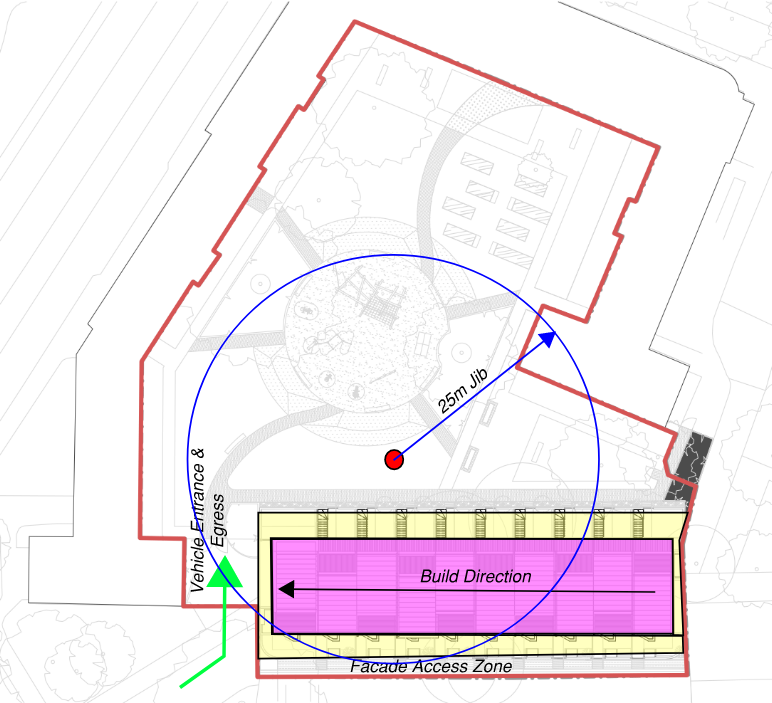 25m Jib
Vehicle Entrance &
Egress
Build Direction
Facade Access Zone